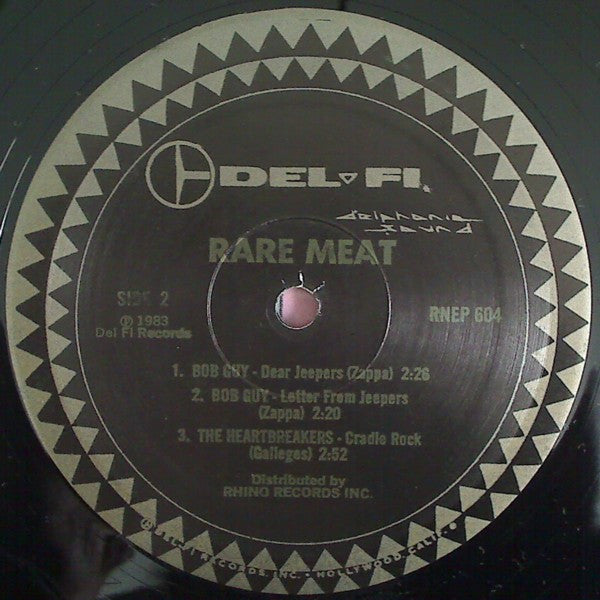 DEL▼FI®
delphonic
sound
RARE MEAT
SIDE 2
℗ 1983
Del Fi Records
RNEP 604
1. BOB GUY - Dear Jeepers (Zappa) 2:26
2. BOB GUY - Letter From Jeepers
(Zappa) 2:20
3. THE HEARTBREAKERS - Cradle Rock
(Gallegos) 2:52
Distributed by
RHINO RECORDS INC.
© DEL-FI RECORDS, INC. • HOLLYWOOD, CALIF. ®